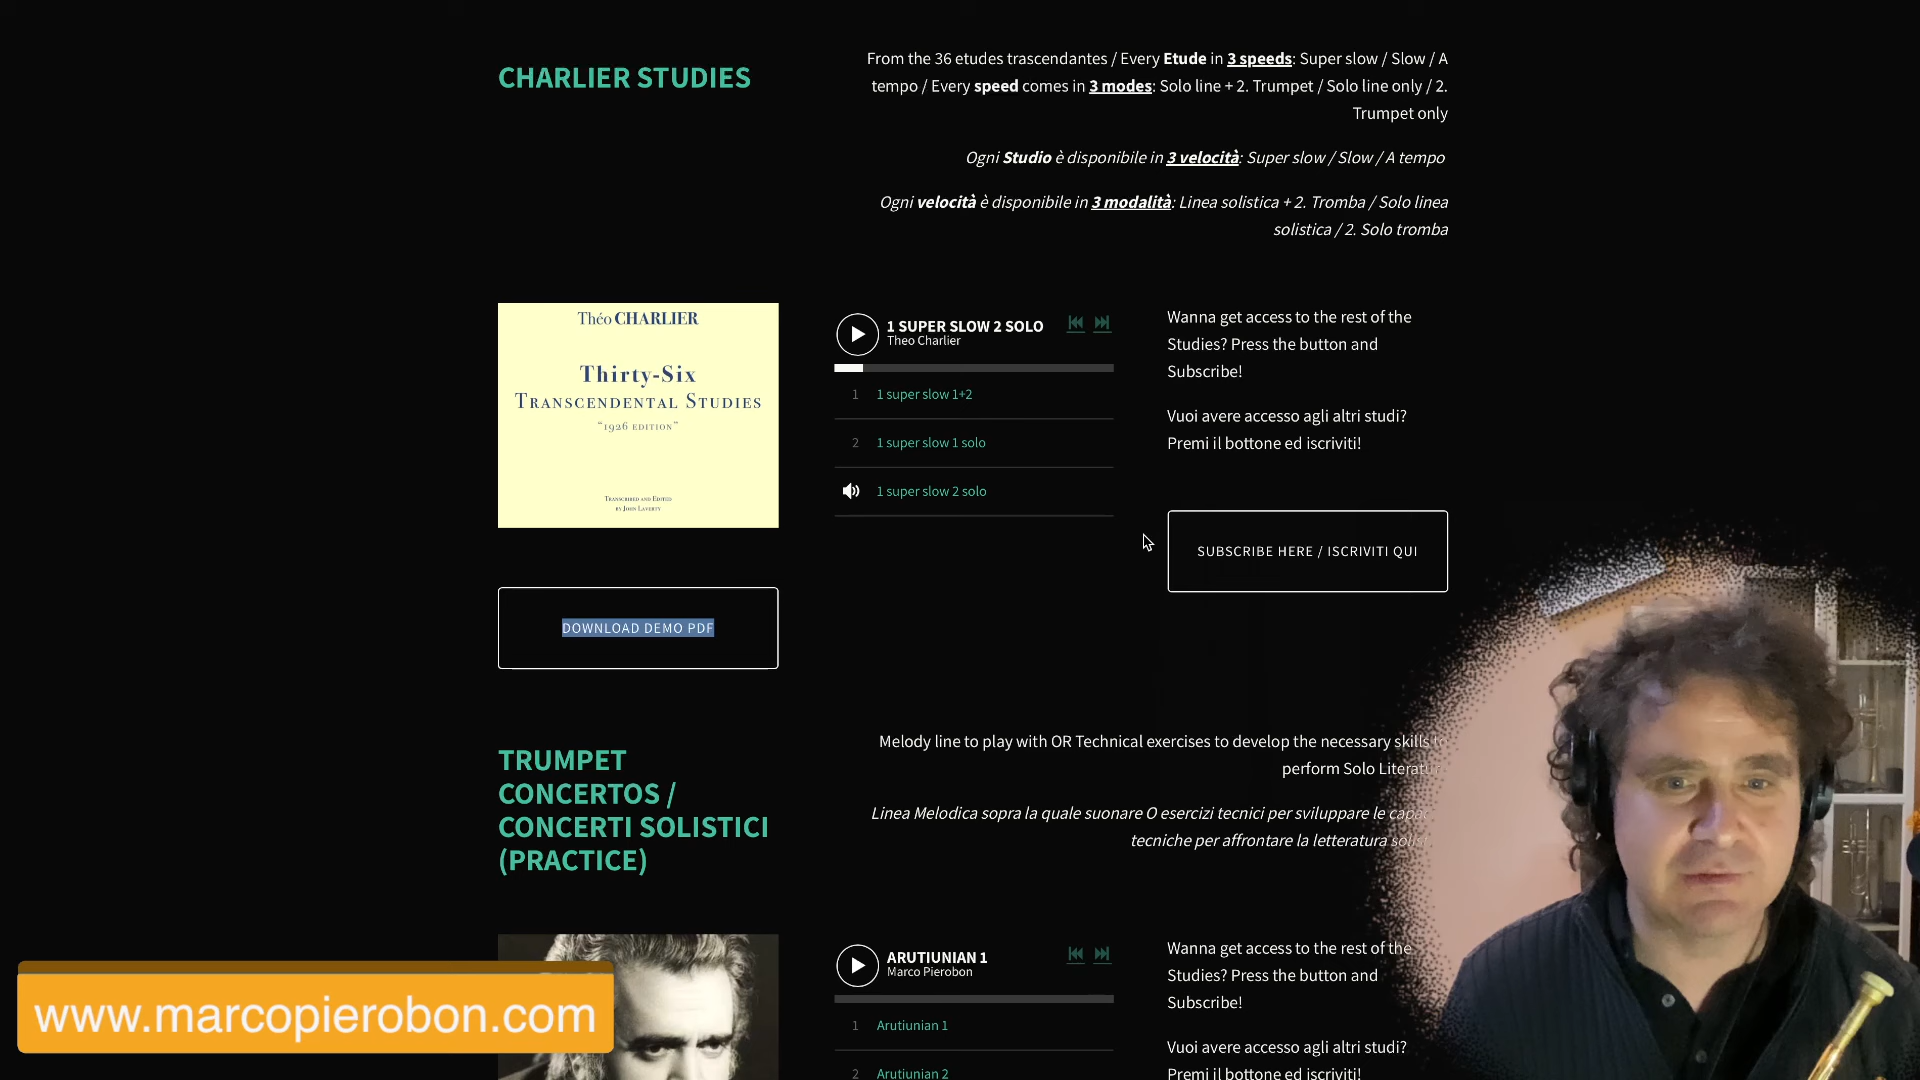 CHARLIER STUDIES
From the 36 etudes trascendantes / Every Etude in 3 speeds: Super slow / Slow / A
tempo / Every speed comes in 3 modes: Solo line + 2. Trumpet / Solo line only / 2.
Trumpet only
Ogni Studio è disponibile in 3 velocità: Super slow / Slow / A tempo
Ogni velocità è disponibile in 3 modalità: Linea solistica + 2. Tromba / Solo linea
solistica / 2. Solo tromba
Théo CHARLIER
Thirty-Six
TRANSCENDENTAL STUDIES
“1926 EDITION”
TRANSCRIBED AND EDITED
BY JOHN LAVERTY
DOWNLOAD DEMO PDF
1 SUPER SLOW 2 SOLO
Theo Charlier
1 1 super slow 1+2
2 1 super slow 1 solo
1 super slow 2 solo
Wanna get access to the rest of the
Studies? Press the button and
Subscribe!
Vuoi avere accesso agli altri studi?
Premi il bottone ed iscriviti!
SUBSCRIBE HERE / ISCRIVITI QUI
TRUMPET
CONCERTOS /
CONCERTI SOLISTICI
(PRACTICE)
Melody line to play with OR Technical exercises to develop the necessary skills
perform Solo
Linea Melodica sopra la quale suonare O esercizi tecnici per sviluppare le
tecniche per affrontare la letteratura
ARUTIUNIAN 1
Marco Pierobon
1 Arutiunian 1
2 Arutiunian 2
Wanna get access to the rest of the
Studies? Press the button and
Subscribe!
Vuoi avere accesso agli altri studi?
Premi il bottone ed iscriviti!
www.marcopierobon.com